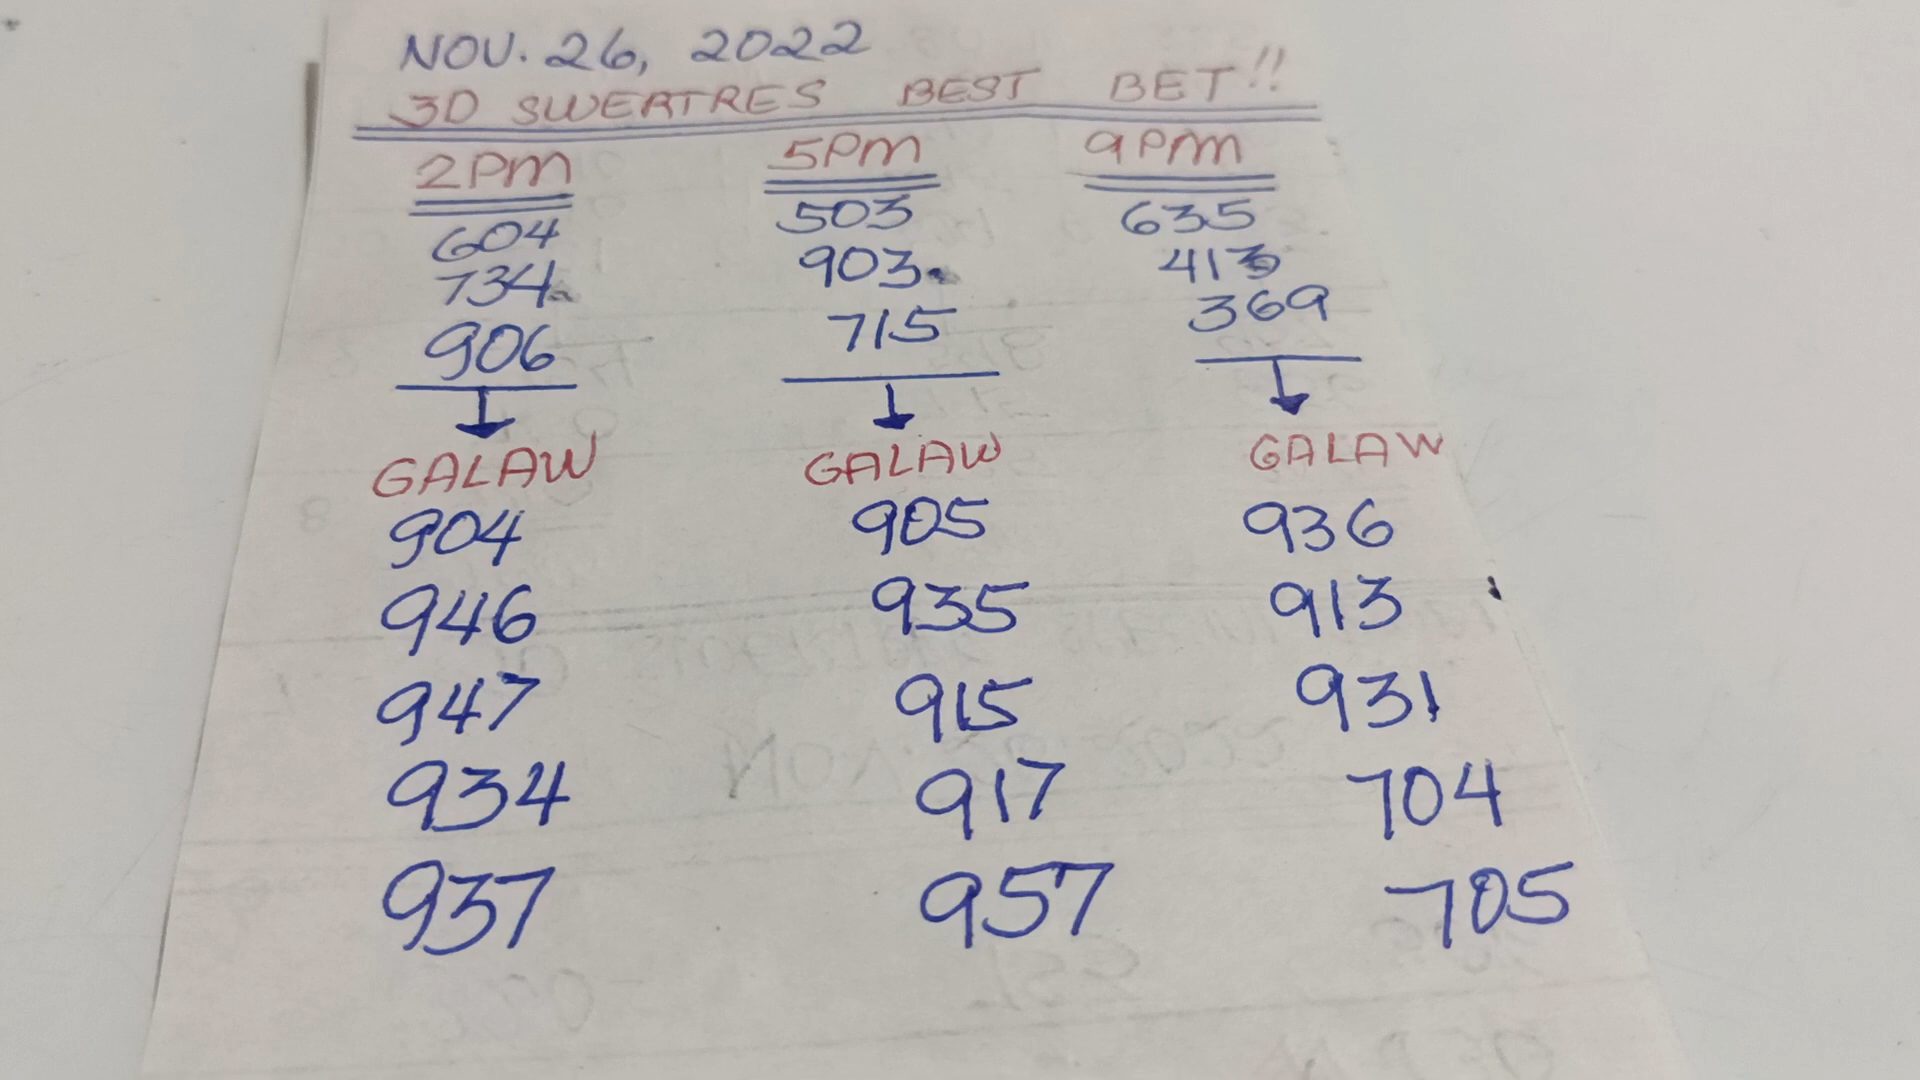 NOV. 26, 2022
3D SWERTRES BEST BET!!
2PM 5PM 9PM
604 503 635
734 903 413
906 715 369
GALAW GALAW GALAW
904 905 936
946 935 913
947 915 931
934 917 704
937 957 705